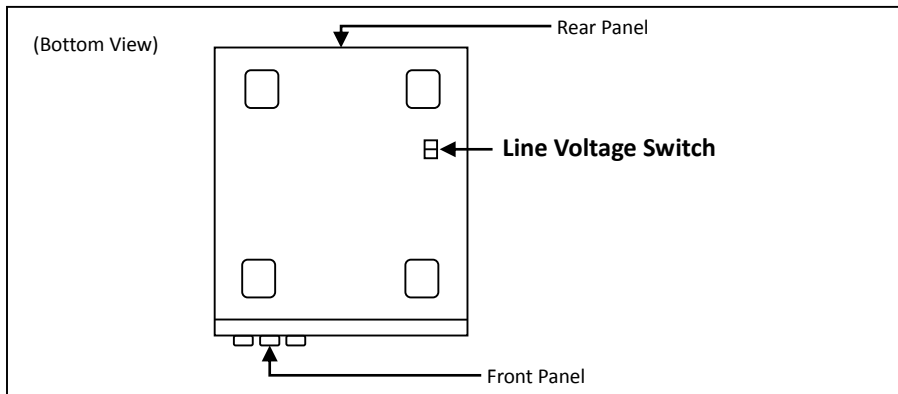 Rear Panel
(Bottom View)
Line Voltage Switch
Front Panel